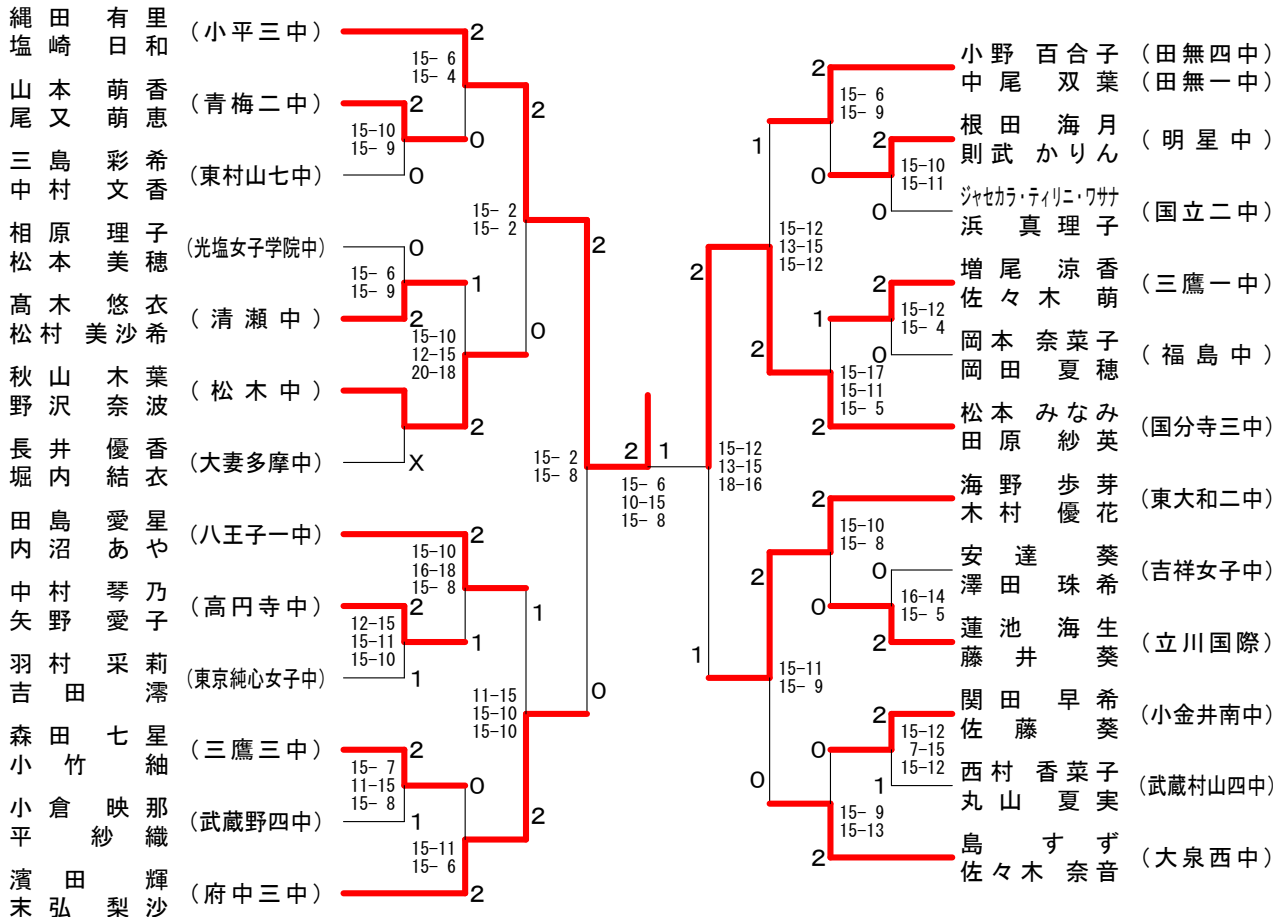 縄田 有里
塩崎 日和
(小平三中)
2
15- 6
15- 4
山本 萌香
尾又 萌恵
(青梅二中)
2
0
2
15-10
15- 9
三島 彩希
中村 文香
(東村山七中)
0
15- 2
15- 2
相原 理子
松本 美穂
(光塩女子学院中)
0
15- 6
15- 9
1
2
髙木 悠衣
松村 美沙希
(清瀬中)
2
15-10
12-15
20-18
0
秋山 木葉
野沢 奈波
(松木中)
2
長井 優香
堀内 結衣
(大妻多摩中)
X
15- 2
15- 8
田島 愛星
内沼 あや
(八王子一中)
2
15-10
16-18
15- 8
中村 琴乃
矢野 愛子
(高円寺中)
2
1
1
12-15
15-11
15-10
羽村 采莉
吉田 澪
(東京純心女子中)
1
11-15
15-10
15-10
0
森田 七星
小竹 紬
(三鷹三中)
2
15- 7
11-15
15- 8
0
小倉 映那
平 紗織
(武蔵野四中)
1
2
15-11
15- 6
濱田 輝
末弘 梨沙
(府中三中)
2
2 1
15- 6
10-15
15- 8
小野 百合子 (田無四中)
中尾 双葉 (田無一中)
2
15- 6
15- 9
1
根田 海月
則武 かりん
(明星中)
2
0
15-10
15-11
ジャセカラ・ティリニ・ワサナ
浜 真理子
(国立二中)
0
15-12
13-15
15-12
2
増尾 涼香
佐々木 萌
(三鷹一中)
2
1
15-12
15- 4
2
岡本 奈菜子
岡田 夏穂
(福島中)
0
15-17
15-11
15- 5
松本 みなみ
田原 紗英
(国分寺三中)
2
15-12
13-15
18-16
海野 歩芽
木村 優花
(東大和二中)
2
15-10
15- 8
2
安達 葵
澤田 珠希
(吉祥女子中)
0
0
16-14
15- 5
蓮池 海生
藤井 葵
(立川国際)
2
1
15-11
15- 9
関田 早希
佐藤 葵
(小金井南中)
2
0
15-12
7-15
15-12
0
西村 香菜子
丸山 夏実
(武蔵村山四中)
1
15- 9
15-13
島 すず
佐々木 奈音
(大泉西中)
2